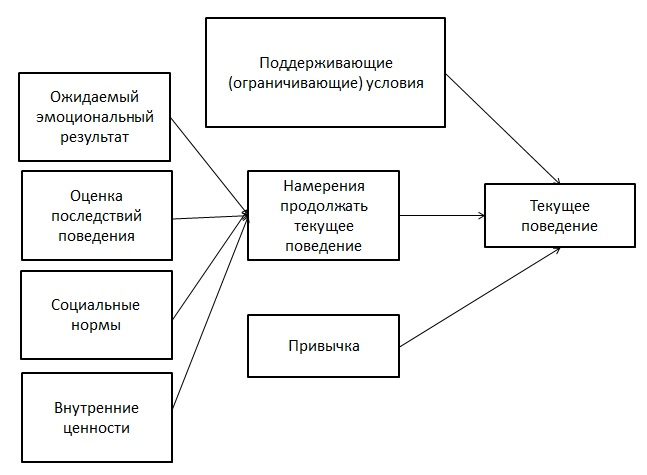 Поддерживающие
(ограничивающие) условия
Ожидаемый
эмоциональный
результат
Оценка
последствий
поведения
Социальные
нормы
Внутренние
ценности
Намерения
продолжать
текущее
поведение
Привычка
Текущее
поведение